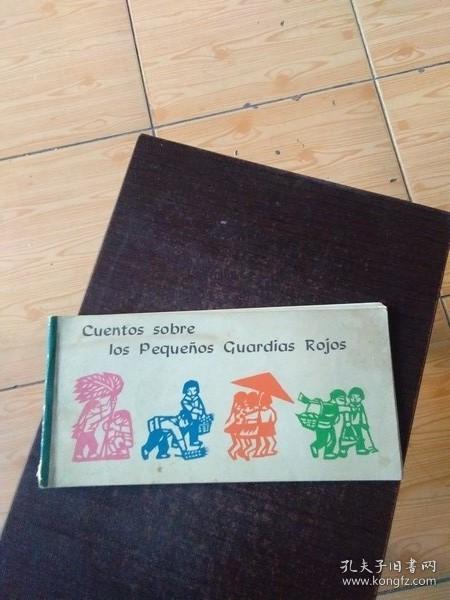 Cuentos sobre
los Pequeños Guardias Rojos
孔夫子旧书网
www.kongfz.com